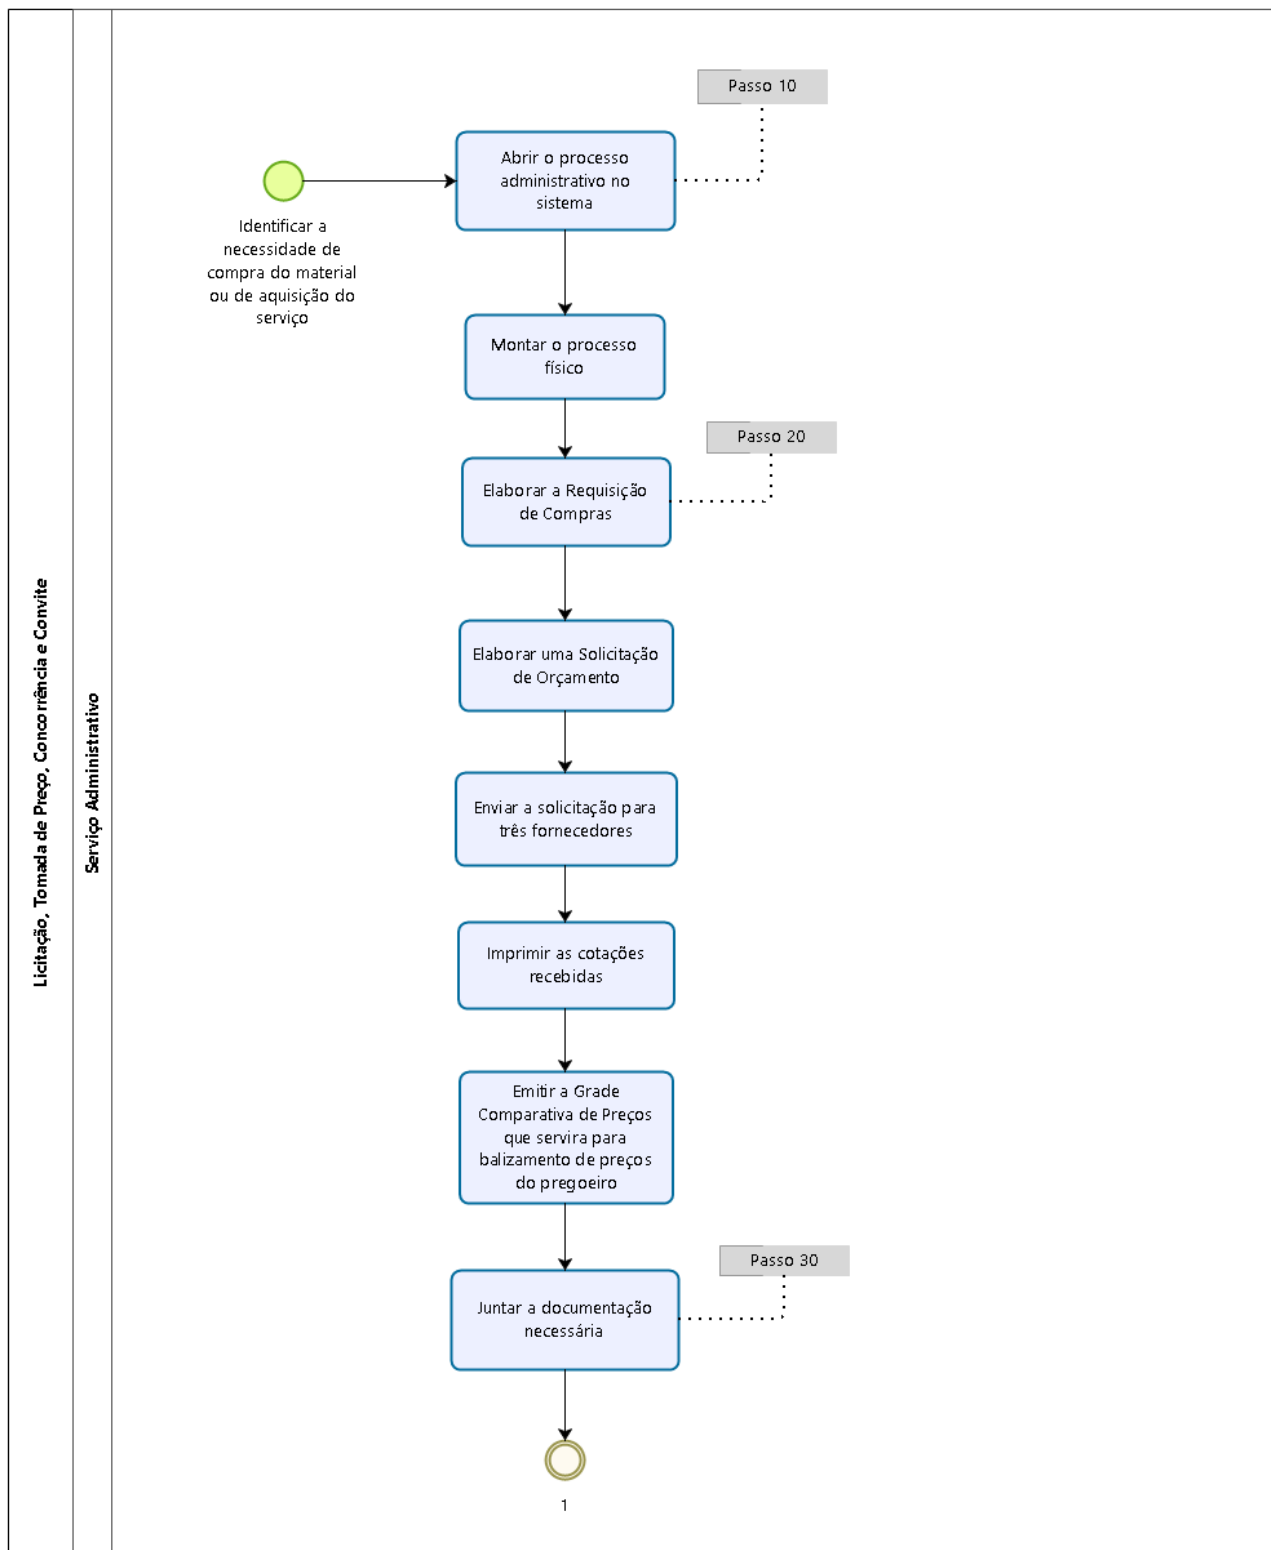 Licitação, Tomada de Preço, Concorrência e Convite
Serviço Administrativo
Passo 10
Abrir o processo
administrativo no
sistema
Identificar a
necessidade de
compra do material
ou de aquisição do
serviço
Montar o processo
físico
Passo 20
Elaborar a Requisição
de Compras
Elaborar uma Solicitação
de Orçamento
Enviar a solicitação para
três fornecedores
Imprimir as cotações
recebidas
Emitir a Grade
Comparativa de Preços
que servira para
balizamento de preços
do pregoeiro
Passo 30
Juntar a documentação
necessária
1